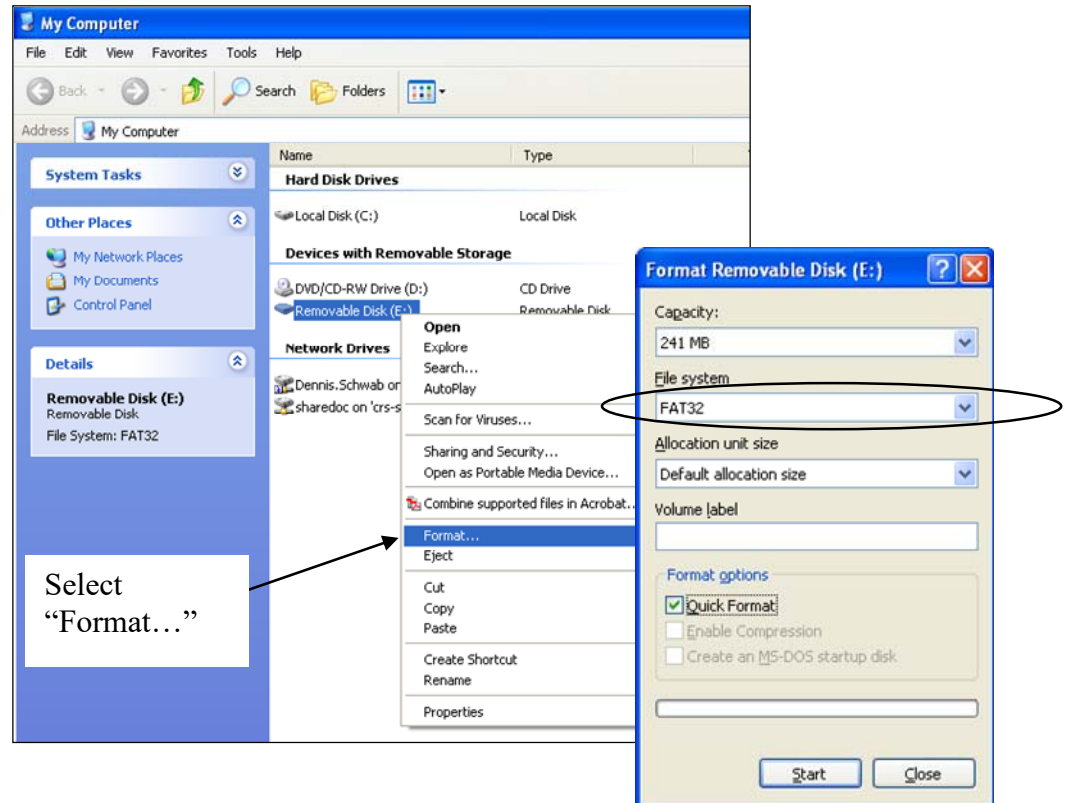 My Computer
File Edit View Favorites Tools Help
Back Search Folders
Address My Computer
System Tasks
Other Places
My Network Places
My Documents
Control Panel
Details
Removable Disk (E:)
Removable Disk
File System: FAT32
Name Type
Hard Disk Drives
Local Disk (C:) Local Disk
Devices with Removable Storage
DVD/CD-RW Drive (D:) CD Drive
Removable Disk (E:) Removable Disk
Network Drives
Dennis.Schwab or
sharedoc on 'crs-s
Open
Explore
Search...
AutoPlay
Scan for Viruses...
Sharing and Security...
Open as Portable Media Device...
Combine supported files in Acrobat..
Format...
Eject
Cut
Copy
Paste
Create Shortcut
Rename
Properties
Select
“Format…”
Format Removable Disk (E:)
Capacity:
241 MB
File system
FAT32
Allocation unit size
Default allocation size
Volume label
Format options
Quick Format
Enable Compression
Create an MS-DOS startup disk
Start Close